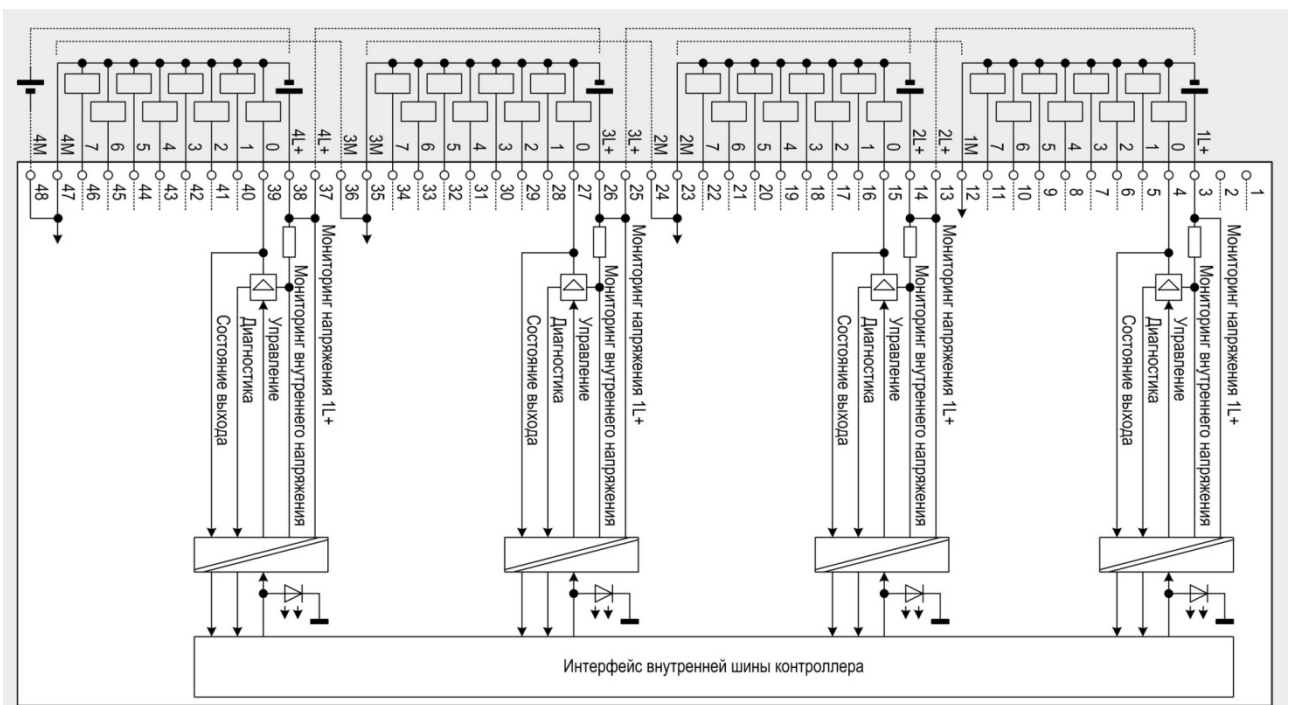 4M
4M
7
6
5
4
3
2
1
0
4L+
4L+
3M
3M
7
6
5
4
3
2
1
0
3L+
3L+
2M
2M
7
6
5
4
3
2
1
0
2L+
2L+
1M
7
6
5
4
3
2
1
0
1L+
48
47
46
45
44
43
42
41
40
39
38
37
36
35
34
33
32
31
30
29
28
27
26
25
24
23
22
21
20
19
18
17
16
15
14
13
12
11
10
9
8
7
6
5
4
3
2
1
Состояние выхода
Диагностика
Управление
Мониторинг внутреннего напряжения
Мониторинг напряжения 1L+
Состояние выхода
Диагностика
Управление
Мониторинг внутреннего напряжения
Мониторинг напряжения 1L+
Состояние выхода
Диагностика
Управление
Мониторинг внутреннего напряжения
Мониторинг напряжения 1L+
Состояние выхода
Диагностика
Управление
Мониторинг внутреннего напряжения
Мониторинг напряжения 1L+
Интерфейс внутренней шины контроллера